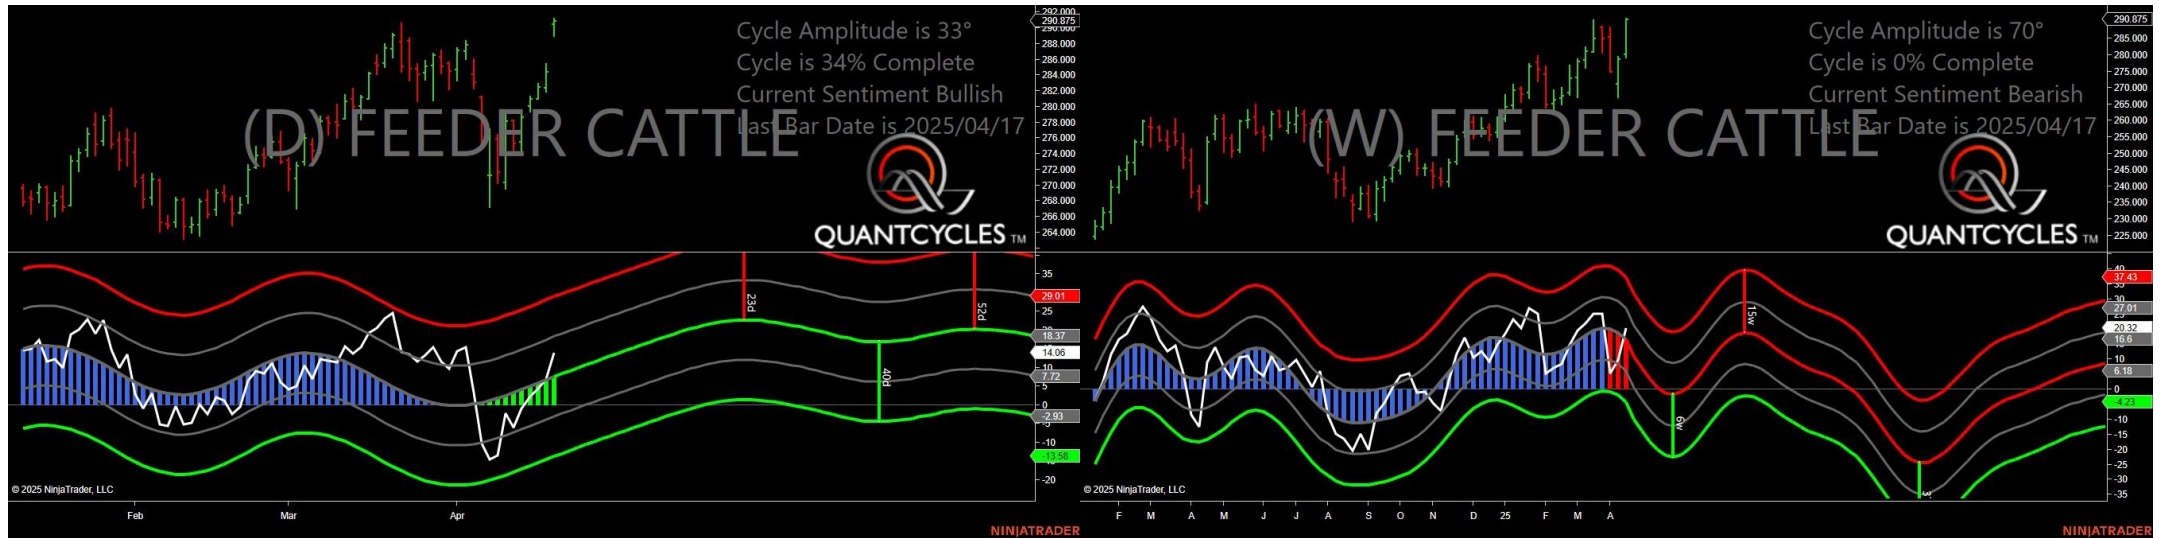 Cycle Amplitude is 33°
Cycle is 34% Complete
Current Sentiment Bullish
Last Bar Date is 2025/04/17
(D) FEEDER CATTLE
QUANTCYCLES TM
292.000
290.875
288.000
286.000
284.000
282.000
280.000
278.000
276.000
274.000
272.000
270.000
268.000
266.000
264.000
23d
52d
40d
35
29.01
25
18.37
14.06
10
7.72
5
0
-2.93
-5
-10
-13.58
-20
© 2025 NinjaTrader, LLC
Feb
Mar
Apr
NINJATRADER
Cycle Amplitude is 70°
Cycle is 0% Complete
Current Sentiment Bearish
Last Bar Date is 2025/04/17
(W) FEEDER CATTLE
QUANTCYCLES TM
290.875
285.000
280.000
275.000
270.000
265.000
260.000
255.000
250.000
245.000
240.000
235.000
230.000
225.000
15w
6w
40
37.43
35
30
27.01
20.32
16.6
10
6.18
0
-4.23
-10
-15
-20
-25
-30
-35
© 2025 NinjaTrader, LLC
F M A M J J A S O N D 25 F M A
NINJATRADER